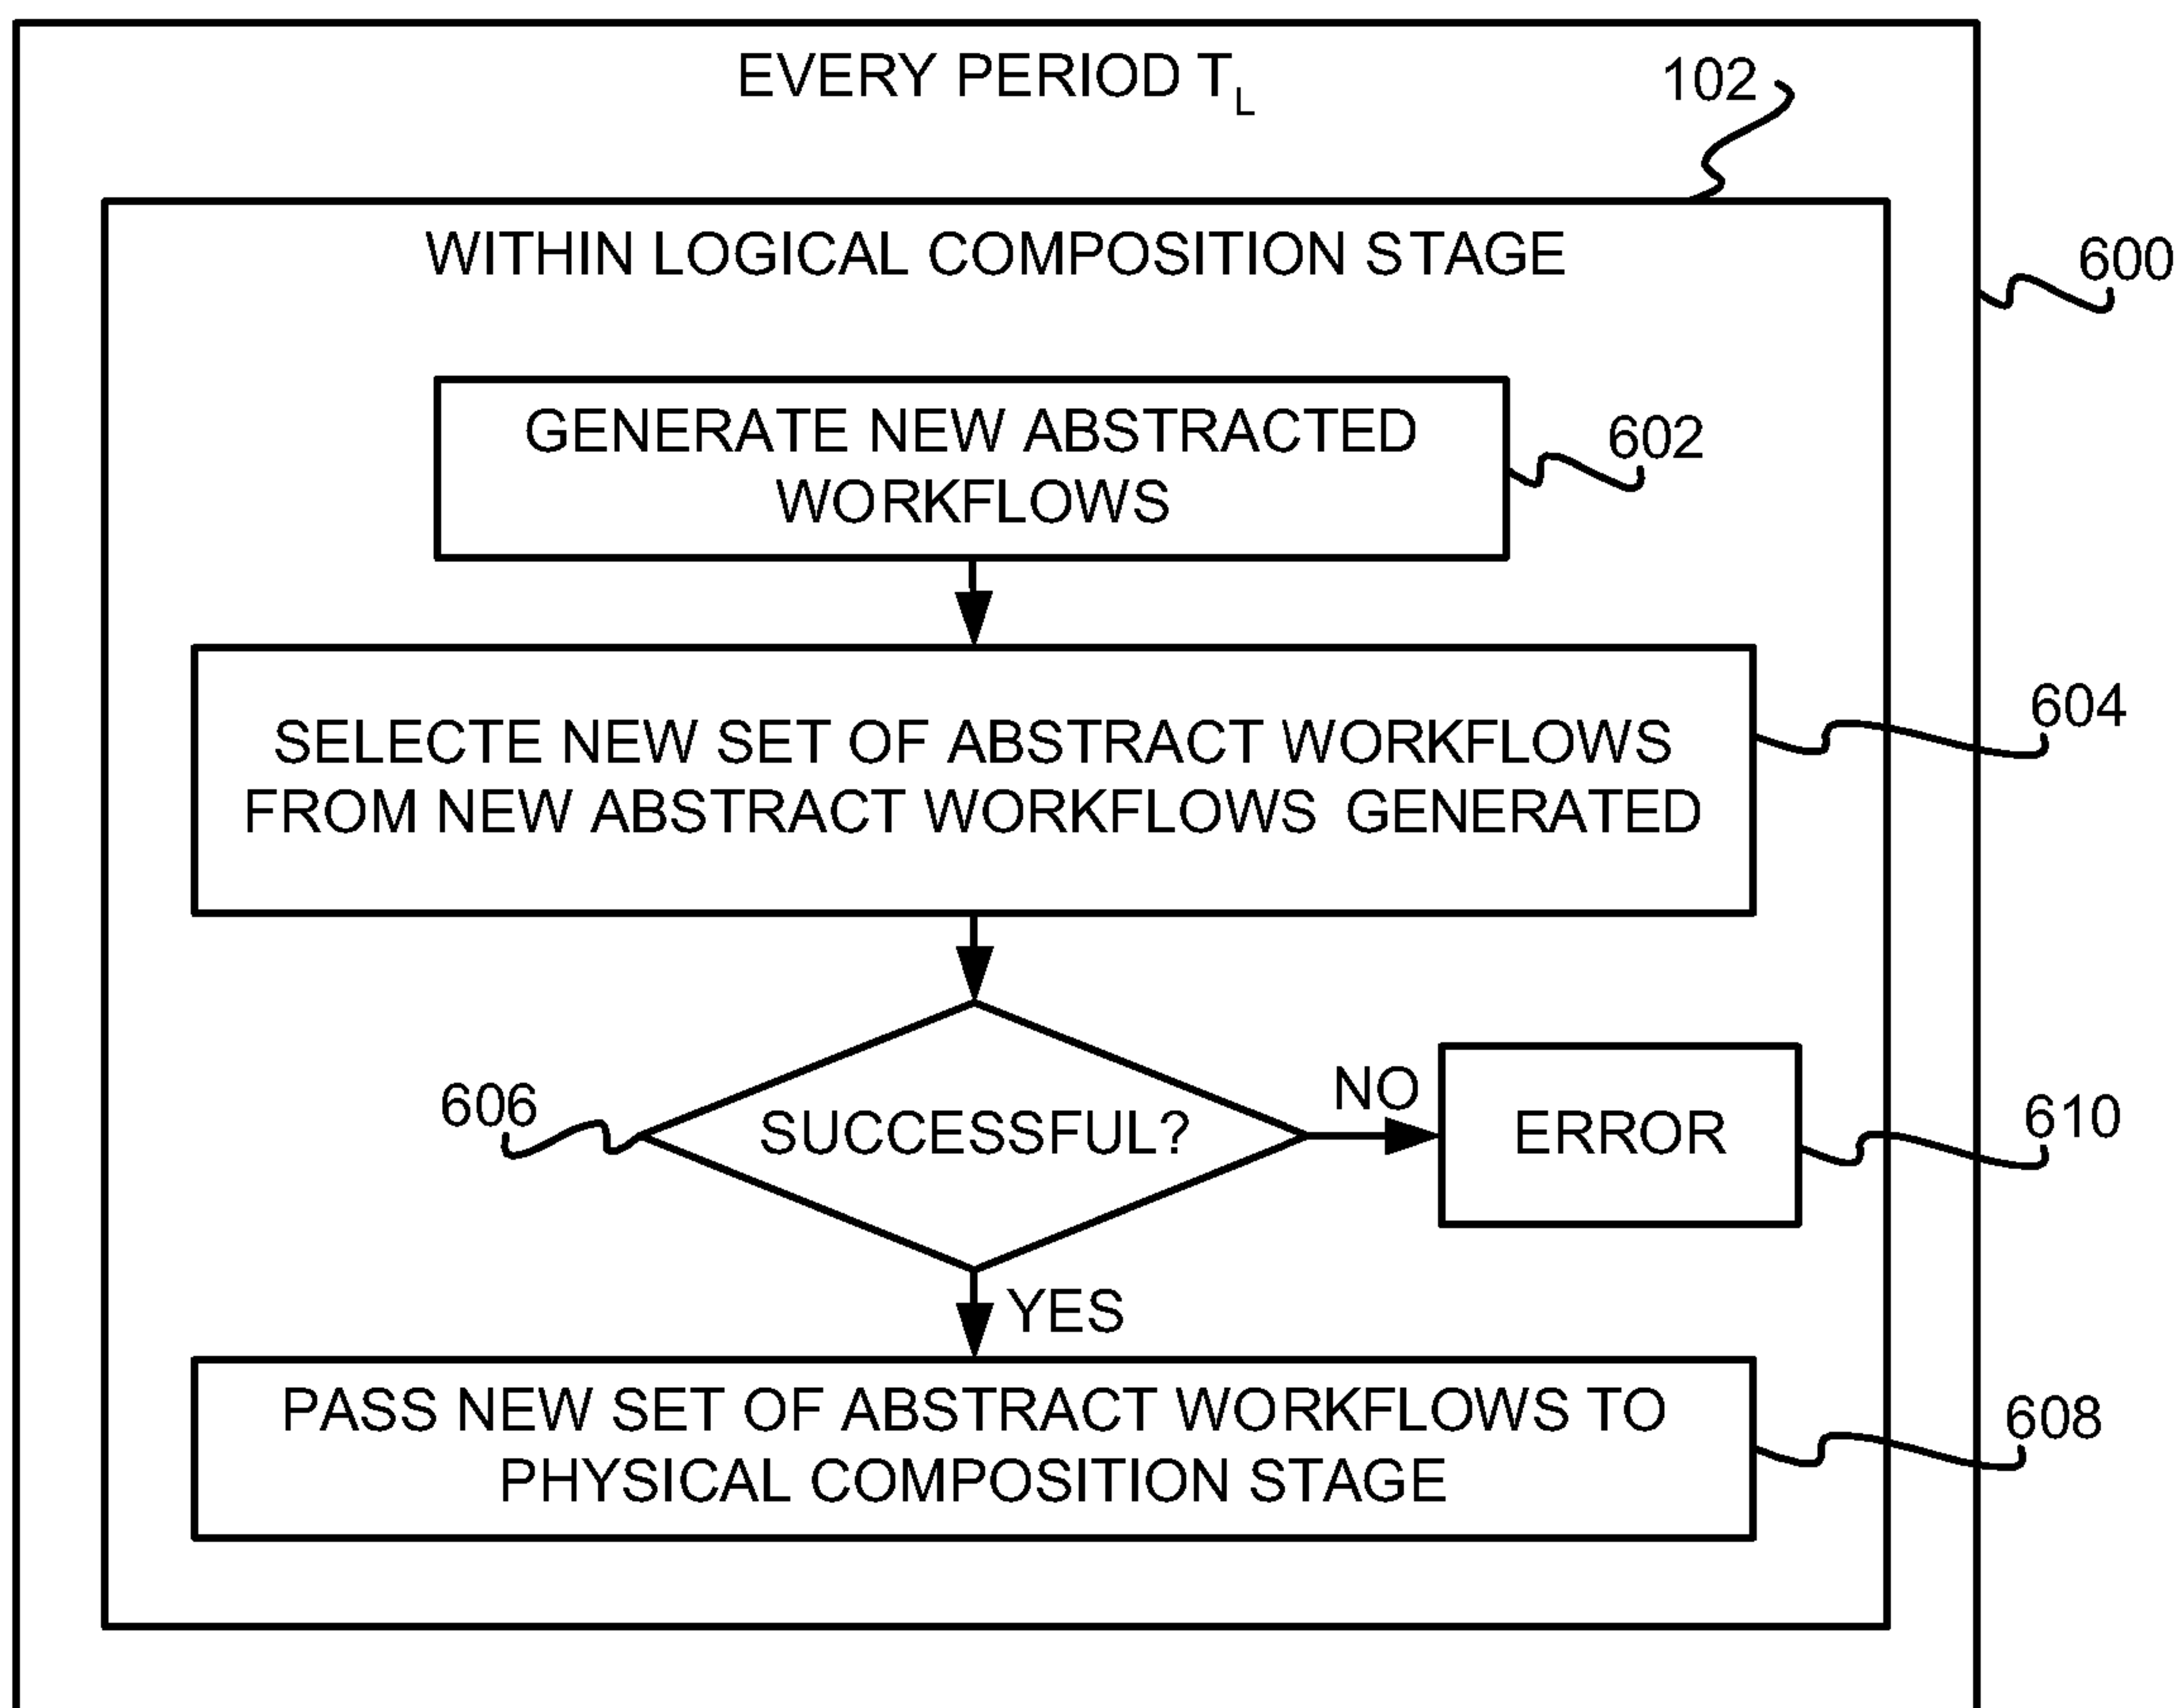 EVERY PERIOD TL
102
WITHIN LOGICAL COMPOSITION STAGE
600
GENERATE NEW ABSTRACTED
WORKFLOWS
602
SELECTE NEW SET OF ABSTRACT WORKFLOWS
FROM NEW ABSTRACT WORKFLOWS GENERATED
604
606
SUCCESSFUL?
NO
ERROR
610
YES
PASS NEW SET OF ABSTRACT WORKFLOWS TO
PHYSICAL COMPOSITION STAGE
608